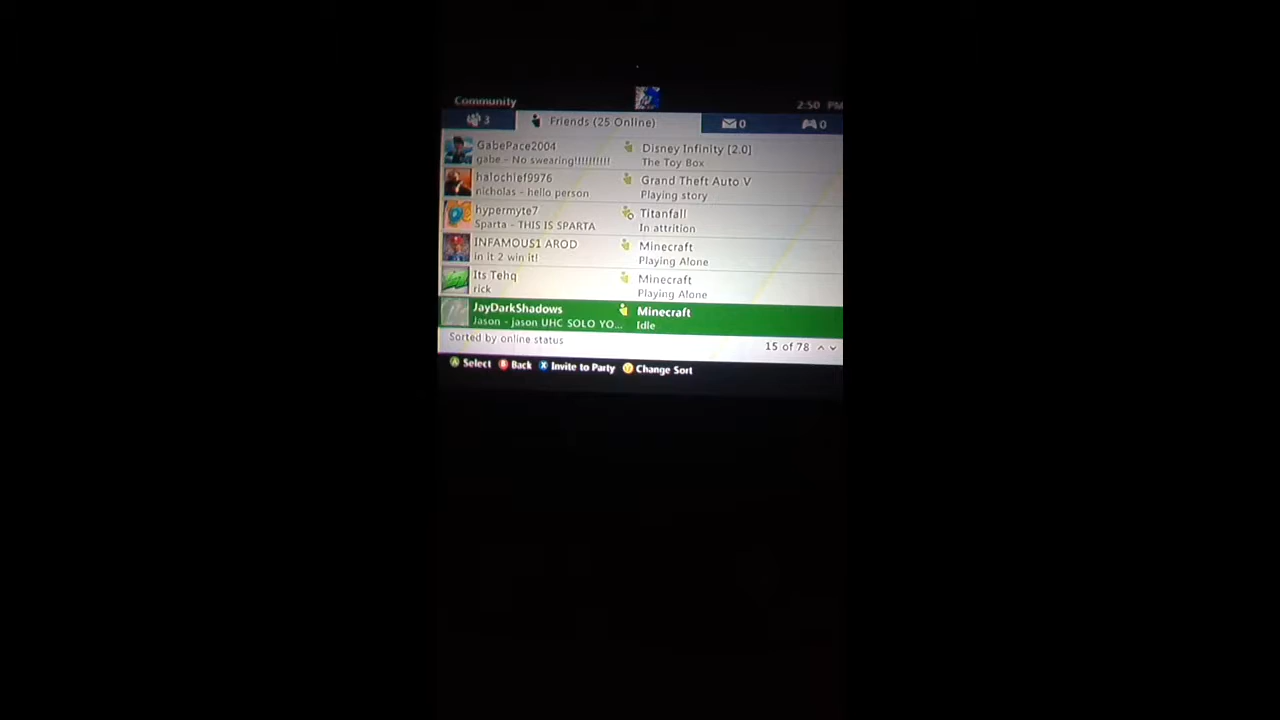 Community
2:50 PM
3
Friends (25 Online)
0
0
GabePace2004
Disney Infinity [2.0]
gabe - No swearing!!!!!!!!!!
The Toy Box
halochief9976
Grand Theft Auto V
nicholas - hello person
Playing story
hypermyte7
Titanfall
Sparta - THIS IS SPARTA
In attrition
INFAMOUS1 AROD
Minecraft
in it 2 win it!
Playing Alone
Its Tehq
Minecraft
rick
Playing Alone
JayDarkShadows
Minecraft
Jason - jason UHC SOLO YO...
Idle
Sorted by online status
15 of 78
A Select B Back X Invite to Party Y Change Sort